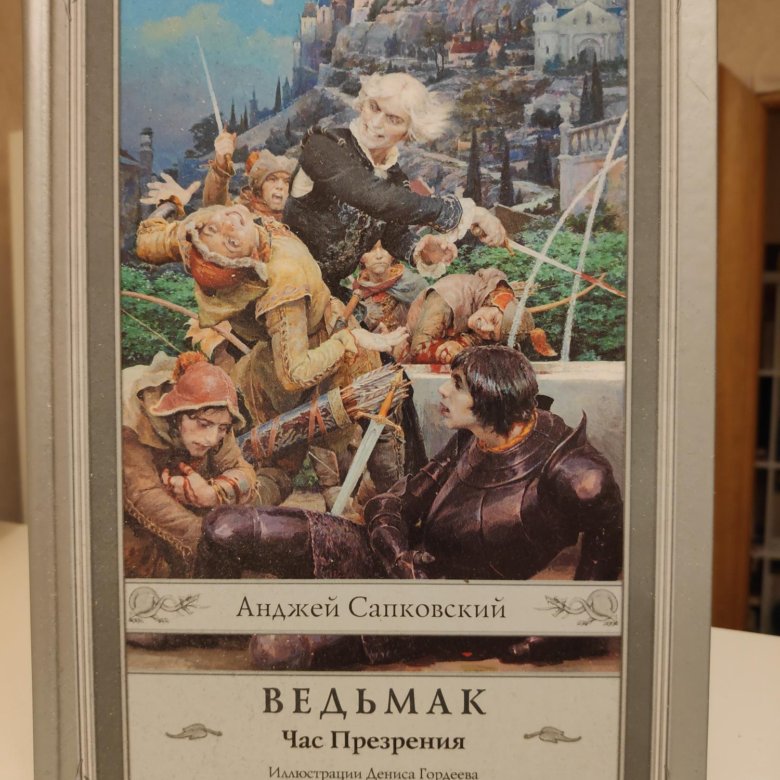 Анджей Сапковский
ВЕДЬМАК
Час Презрения
Иллюстрации Дениса Гордеева